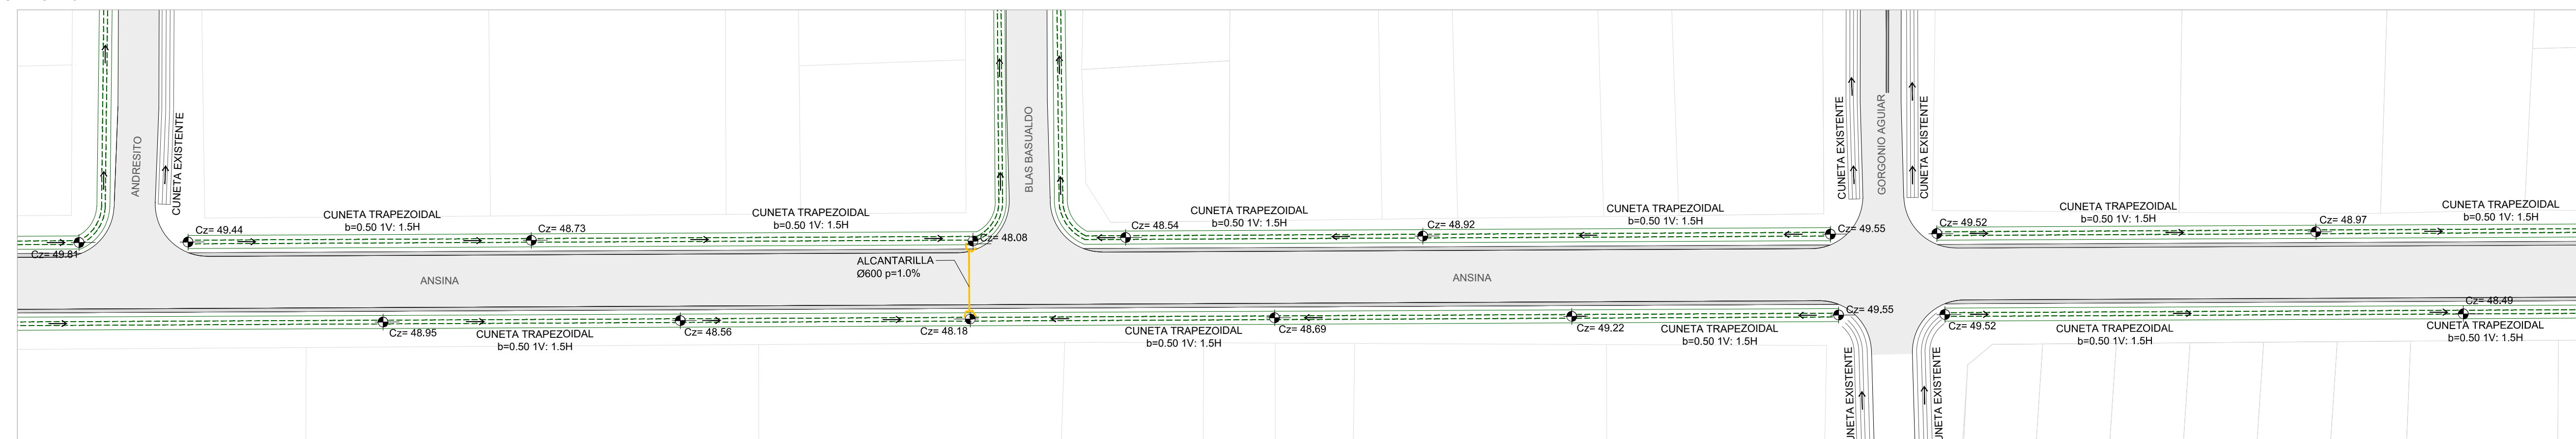 ANDRESITO
CUNETA EXISTENTE
BLAS BASUALDO
CUNETA EXISTENTE
GORGONIO AGUIAR
CUNETA EXISTENTE
Cz= 49.81
Cz= 49.44
CUNETA TRAPEZOIDAL
b=0.50 1V: 1.5H
Cz= 48.73
CUNETA TRAPEZOIDAL
b=0.50 1V: 1.5H
Cz= 48.08
Cz= 48.54
CUNETA TRAPEZOIDAL
b=0.50 1V: 1.5H
Cz= 48.92
CUNETA TRAPEZOIDAL
b=0.50 1V: 1.5H
Cz= 49.55
Cz= 49.52
CUNETA TRAPEZOIDAL
b=0.50 1V: 1.5H
Cz= 48.97
CUNETA TRAPEZOIDAL
b=0.50 1V: 1.5H
ALCANTARILLA
Ø600 p=1.0%
ANSINA
ANSINA
Cz= 48.95
CUNETA TRAPEZOIDAL
b=0.50 1V: 1.5H
Cz= 48.56
Cz= 48.18
CUNETA TRAPEZOIDAL
b=0.50 1V: 1.5H
Cz= 48.69
Cz= 49.22
CUNETA TRAPEZOIDAL
b=0.50 1V: 1.5H
Cz= 49.55
Cz= 49.52
CUNETA TRAPEZOIDAL
b=0.50 1V: 1.5H
Cz= 48.49
CUNETA TRAPEZOIDAL
b=0.50 1V: 1.5H
UNETA EXISTENTE
UNETA EXISTENTE